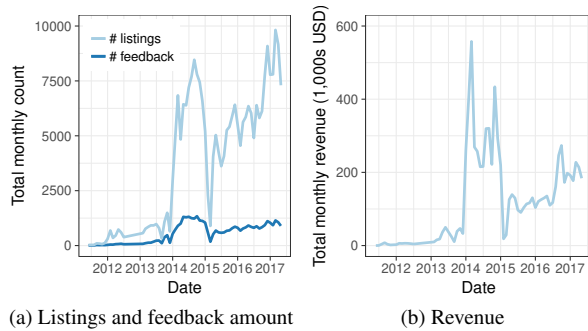 # listings
# feedback
Total monthly count
10000
7500
5000
2500
0
2012 2013 2014 2015 2016 2017
Date
(a) Listings and feedback amount
Total monthly revenue (1,000s USD)
600
400
200
0
2012 2013 2014 2015 2016 2017
Date
(b) Revenue